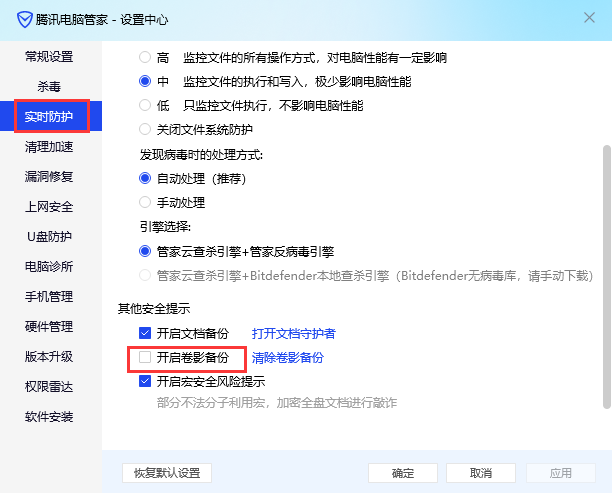 腾讯电脑管家 - 设置中心
常规设置
杀毒
实时防护
清理加速
漏洞修复
上网安全
U盘防护
电脑诊所
手机管理
硬件管理
版本升级
权限雷达
软件安装
高 监控文件的所有操作方式，对电脑性能有一定影响
中 监控文件的执行和写入，极少影响电脑性能
低 只监控文件执行，不影响电脑性能
关闭文件系统防护
发现病毒时的处理方式:
自动处理（推荐）
手动处理
引擎选择:
管家云查杀引擎+管家反病毒引擎
管家云查杀引擎+Bitdefender本地查杀引擎（Bitdefender无病毒库，请手动下载）
其他安全提示
开启文档备份 打开文档守护者
开启卷影备份 清除卷影备份
开启宏安全风险提示
部分不法分子利用宏，加密全盘文档进行敲诈
恢复默认设置 确定 取消 应用